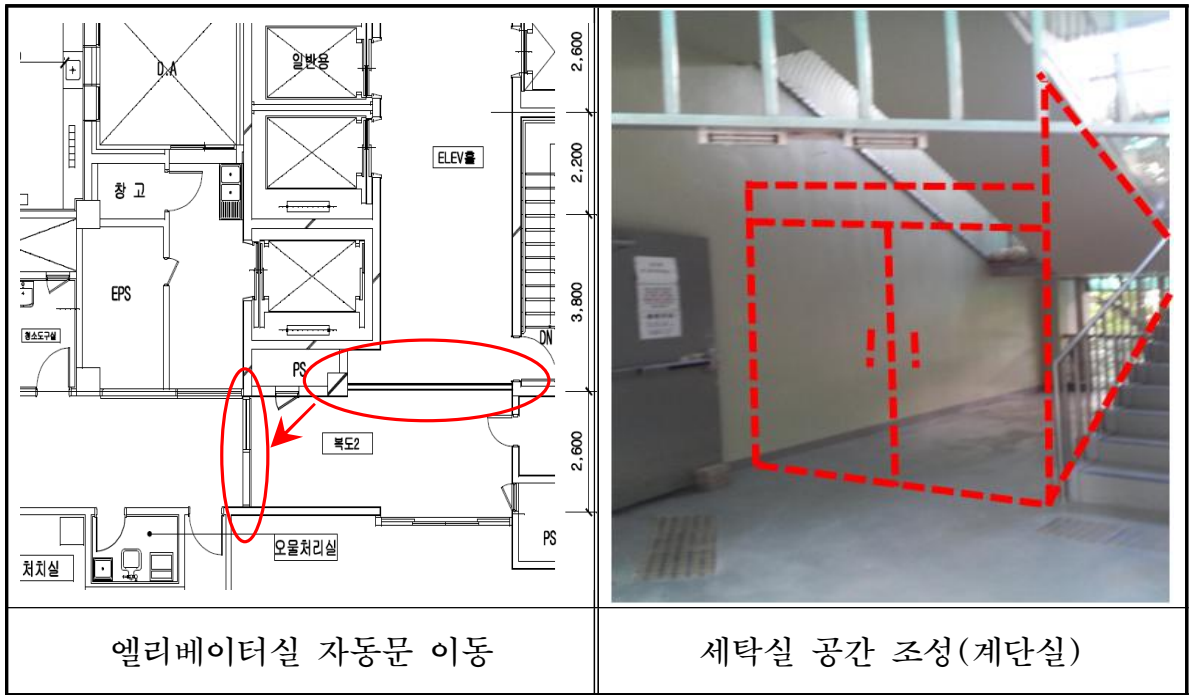 일반용
2,600
D.A
ELEV홀
2,200
창 고
EPS
3,800
청소도구실
DN
PS
복도2
2,600
오물처리실
PS
처치실
엘리베이터실 자동문 이동
세탁실 공간 조성(계단실)